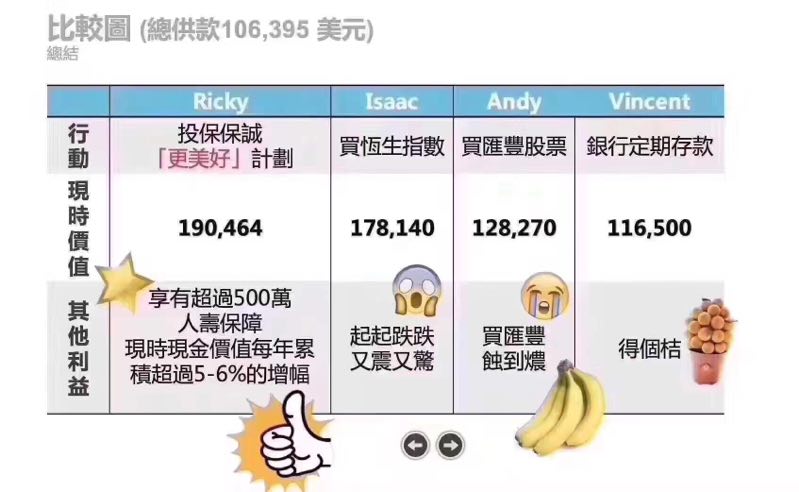 比較圖 (總供款106,395 美元)
總結
Ricky Isaac Andy Vincent
行動
投保保誠
「更美好」計劃
買恆生指數
買匯豐股票
銀行定期存款
現時價值
190,464 178,140 128,270 116,500
其他利益
享有超過500萬
人壽保障
現時現金價值每年累
積超過5-6%的增幅
起起跌跌
又震又驚
買匯豐
蝕到燶
得個桔